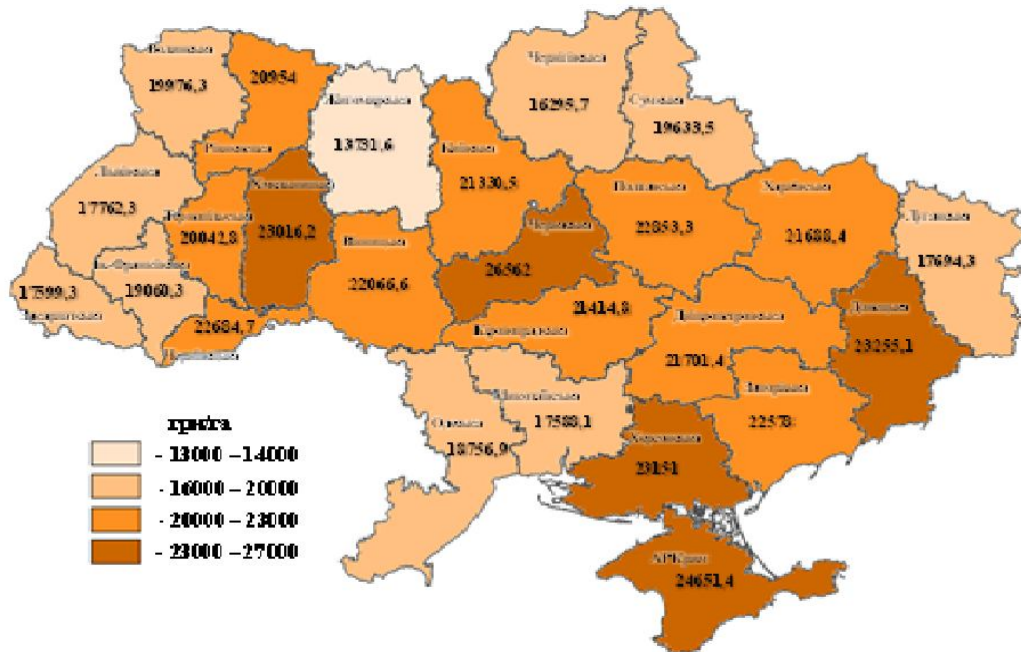 Волинська
19976,3
20954
Рівненська
Житомирська
13731,6
Чернігівська
16295,7
Сумська
19633,5
Київська
21330,5
Львівська
17762,3
Хмельницька
23016,2
Тернопільська
20042,8
Вінницька
22066,6
Черкаська
26562
Полтавська
22853,3
Харківська
21688,4
Луганська
17694,3
Ів.-Франківська
19060,3
17599,3
Закарпатська
22684,7
Чернівецька
21414,8
Кіровоградська
Дніпропетровська
21701,4
Донецька
23255,1
Запорізька
22578
Миколаївська
17588,1
Одеська
18756,9
Херсонська
23151
АР Крим
24651,4
грн/га
- 13000 – 14000
- 16000 – 20000
- 20000 – 23000
- 23000 – 27000